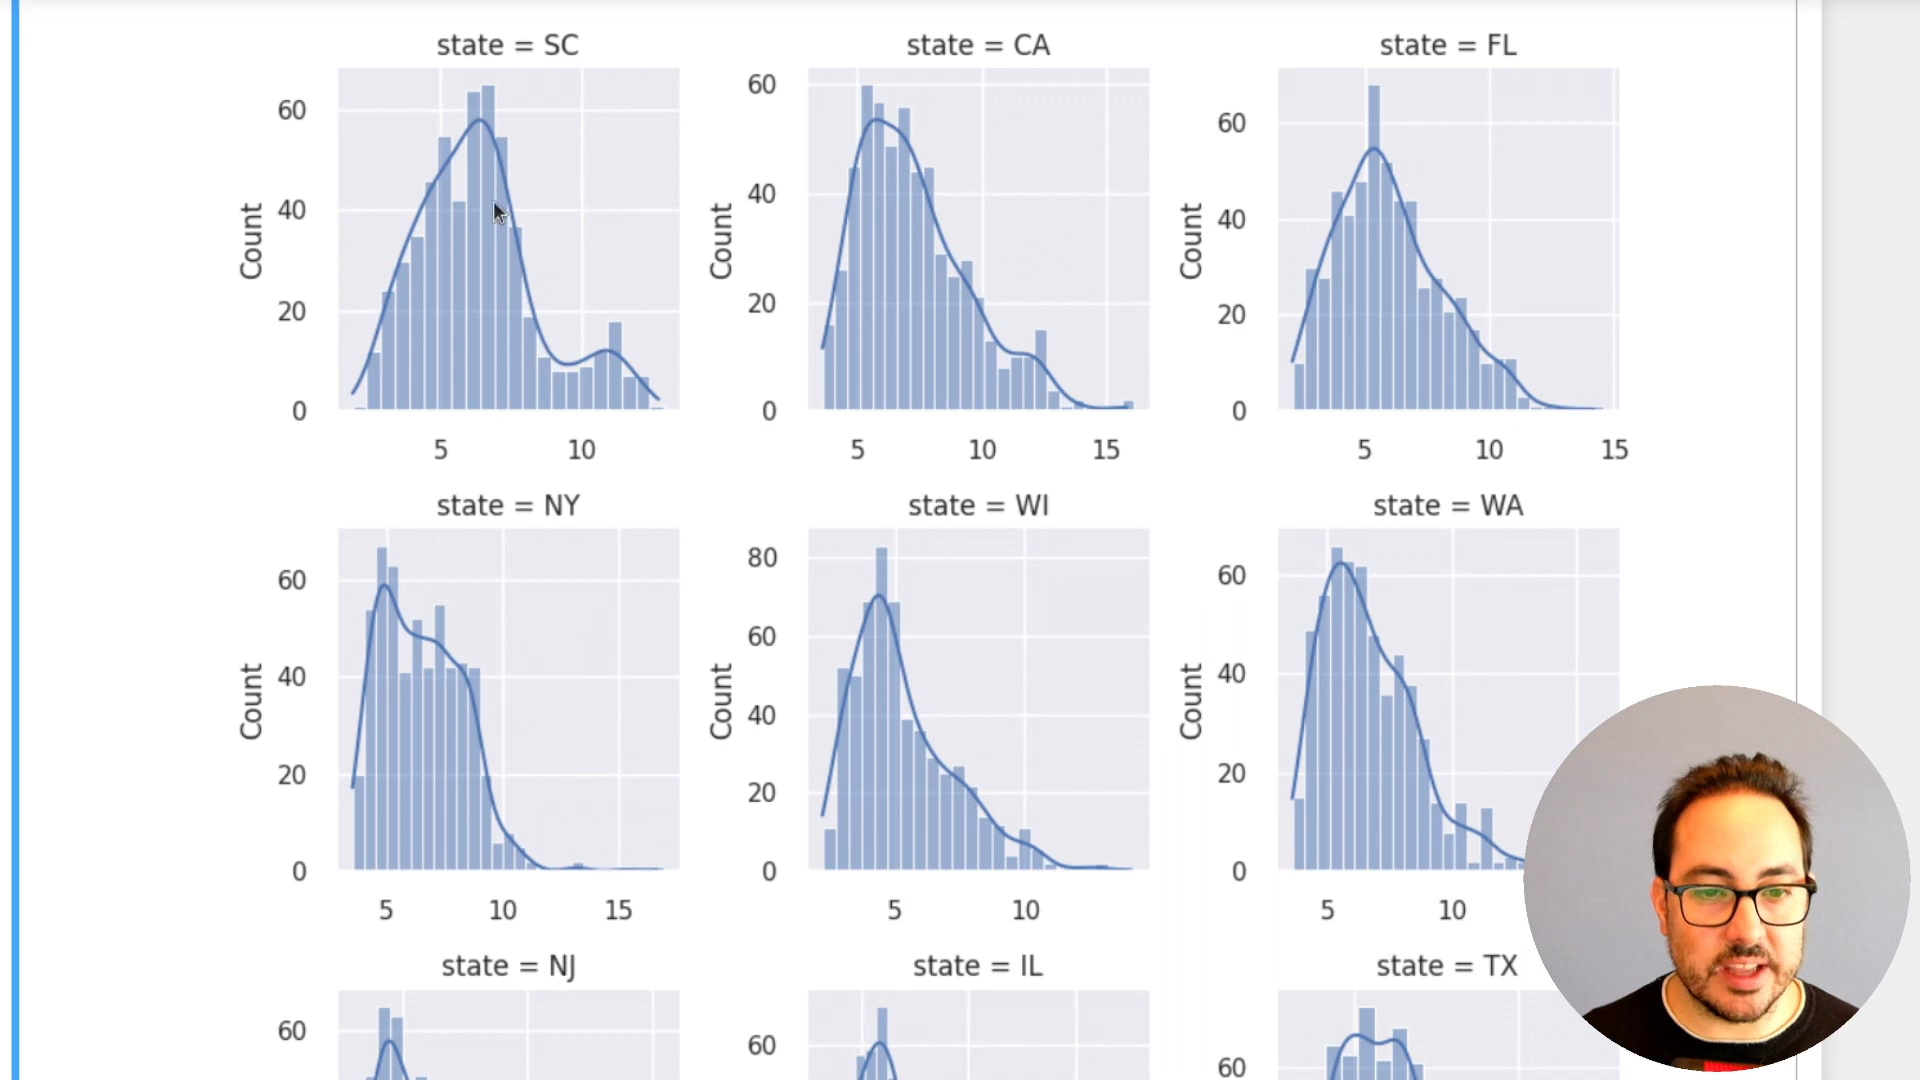 state = SC
60
40
20
0
Count
5 10
state = CA
60
40
20
0
Count
5 10 15
state = FL
60
40
20
0
Count
5 10 15
state = NY
60
40
20
0
Count
5 10 15
state = WI
80
60
40
20
0
Count
5 10
state = WA
60
40
20
0
Count
5 10
state = NJ
60
state = IL
60
state = TX
60